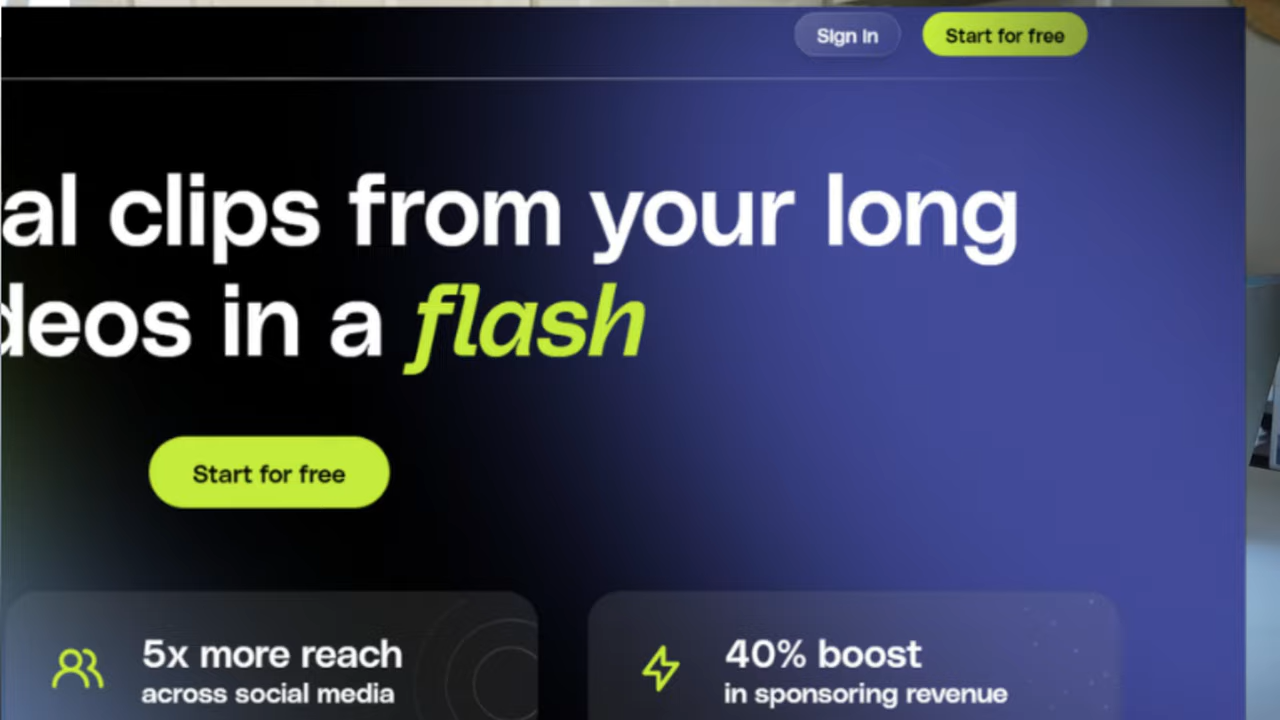 Sign in
Start for free
al clips from your long
deos in a flash
Start for free
5x more reach
across social media
40% boost
in sponsoring revenue